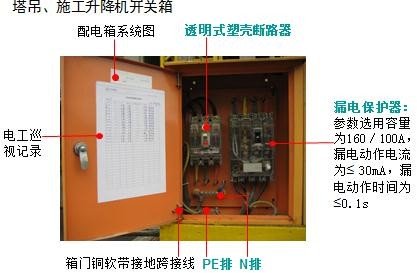 塔吊、施工升降机开关箱
配电箱系统图
透明式塑壳断路器
电工巡
视记录
漏电保护器：
参数选用容量
为160／100A，
漏电动作电流
为≤ 30mA，漏
电动作时间为
≤0.1s
箱门铜软带接地跨接线
PE排
N排